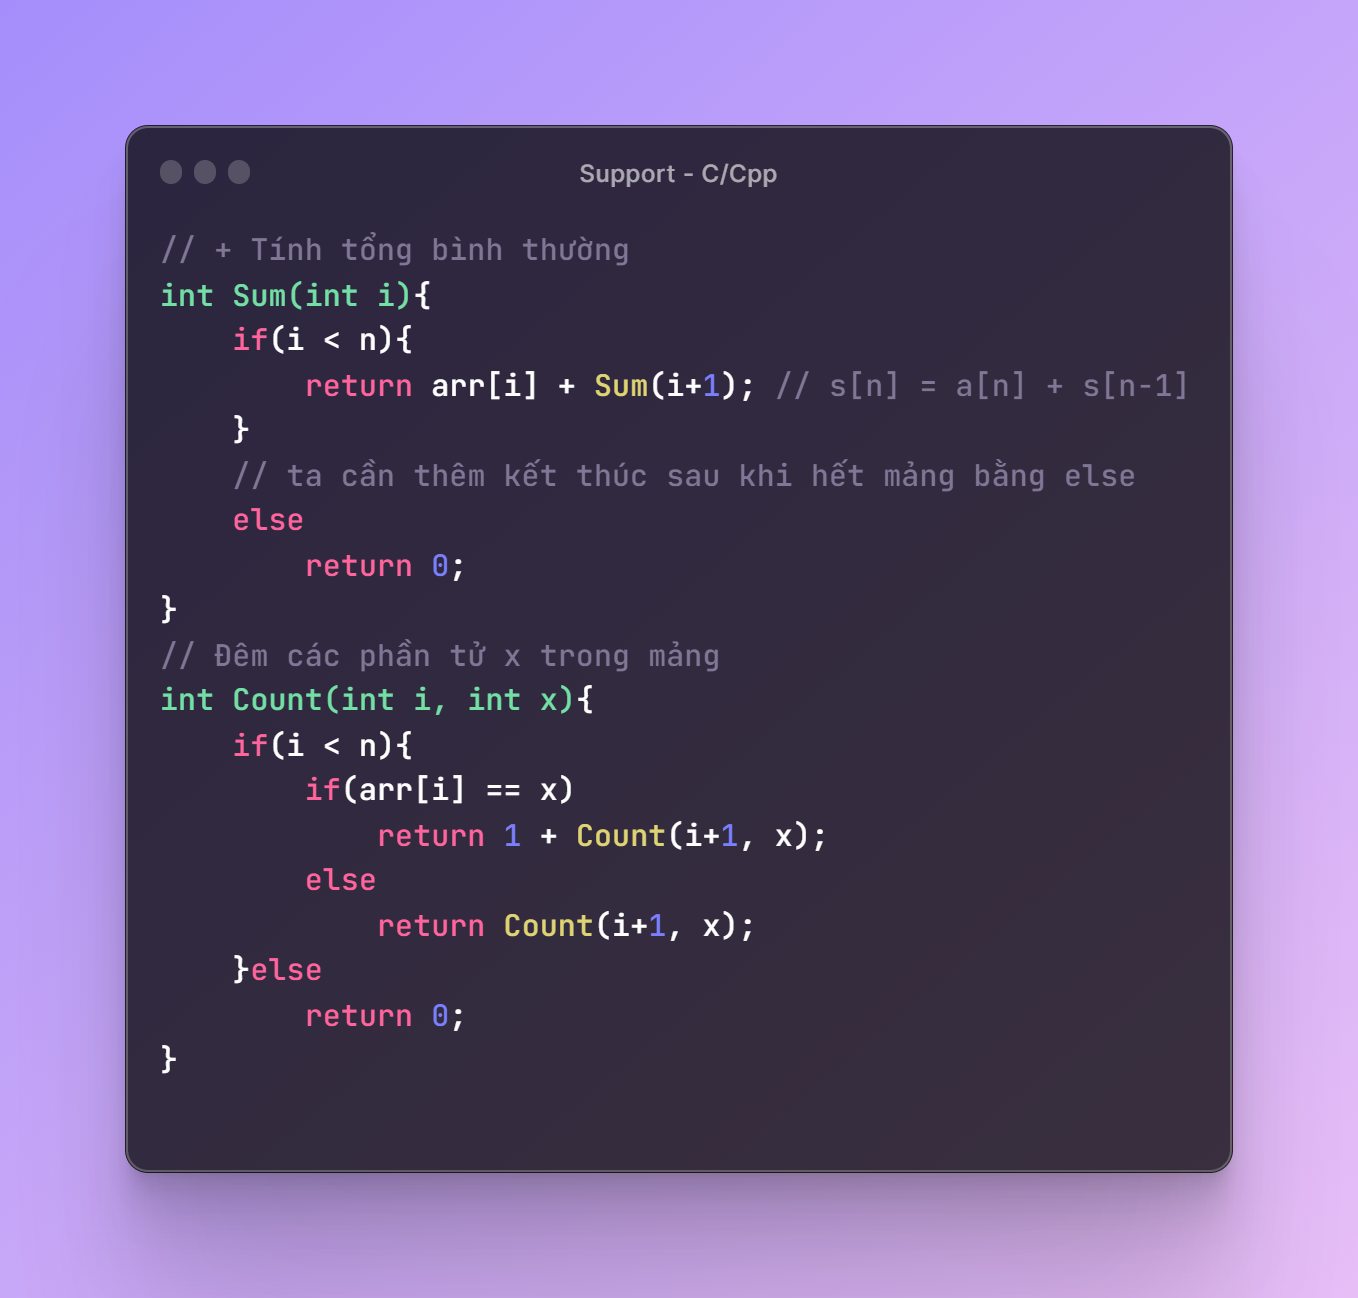 Support - C/Cpp
// + Tính tổng bình thường
int Sum(int i){
    if(i < n){
        return arr[i] + Sum(i+1); // s[n] = a[n] + s[n-1]
    }
    // ta cần thêm kết thúc sau khi hết mảng bằng else
    else
        return 0;
}
// Đêm các phần tử x trong mảng
int Count(int i, int x){
    if(i < n){
        if(arr[i] == x)
            return 1 + Count(i+1, x);
        else
            return Count(i+1, x);
    }else
        return 0;
}